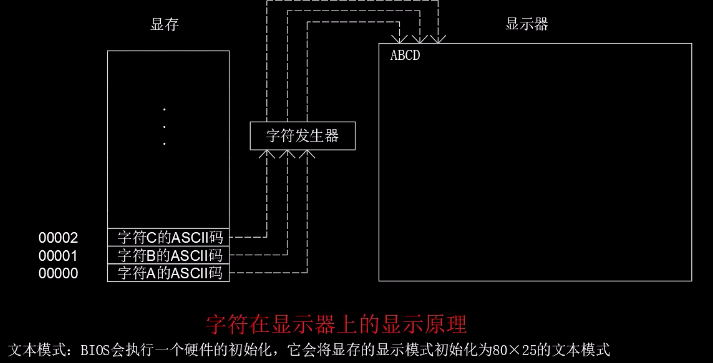 显存
显示器
ABCD
字符发生器
00002 字符C的ASCII码
00001 字符B的ASCII码
00000 字符A的ASCII码
字符在显示器上的显示原理
文本模式：BIOS会执行一个硬件的初始化，它会将显存的显示模式初始化为80×25的文本模式